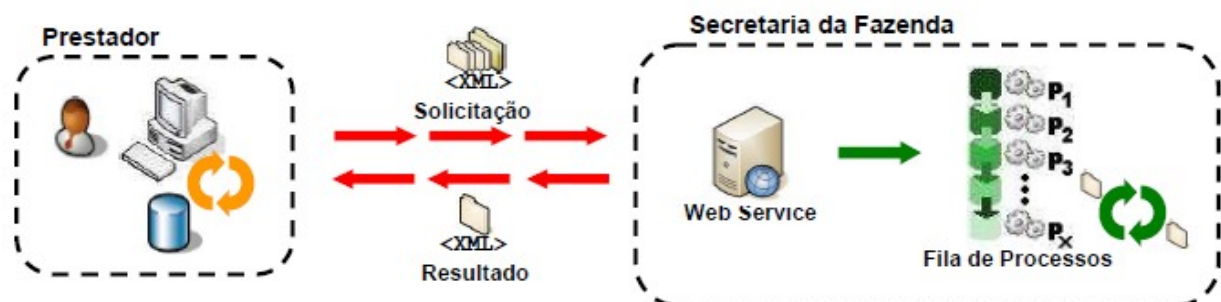 Prestador
<XML>
Solicitação
<XML>
Resultado
Secretaria da Fazenda
Web Service
P1
P2
P3
Px
Fila de Processos